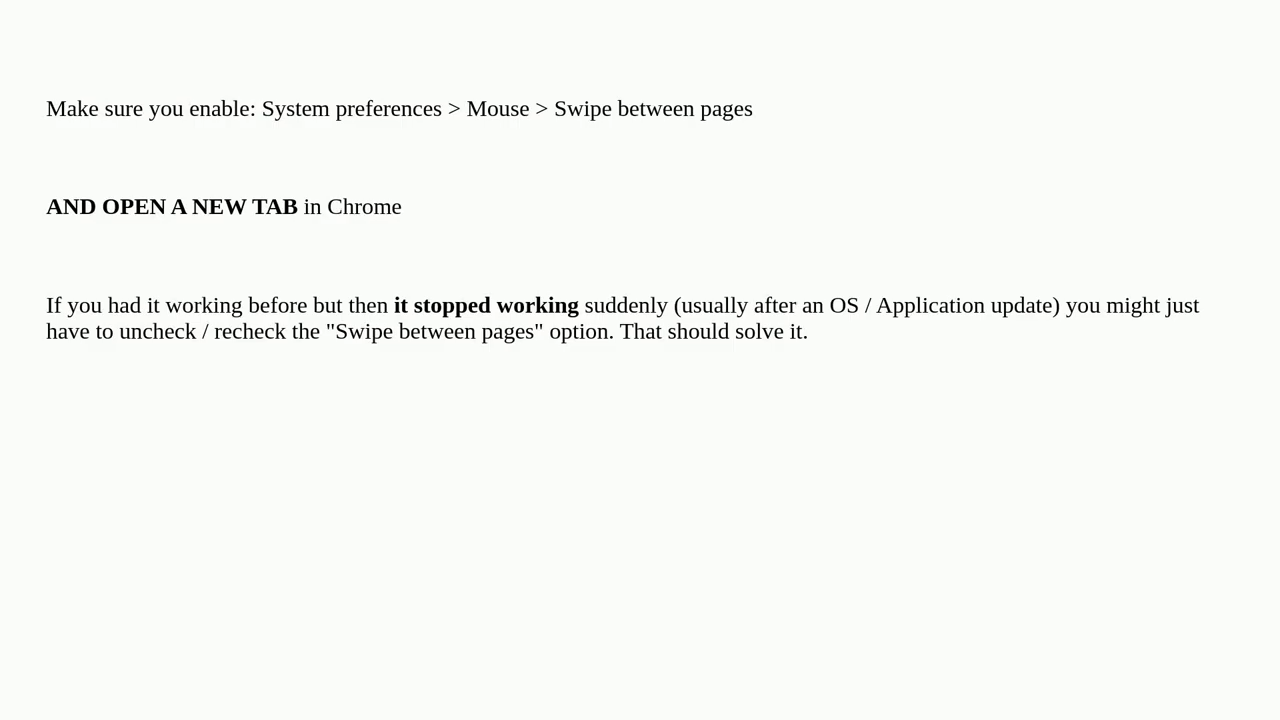 Make sure you enable: System preferences > Mouse > Swipe between pages
AND OPEN A NEW TAB in Chrome
If you had it working before but then it stopped working suddenly (usually after an OS / Application update) you might just
have to uncheck / recheck the "Swipe between pages" option. That should solve it.